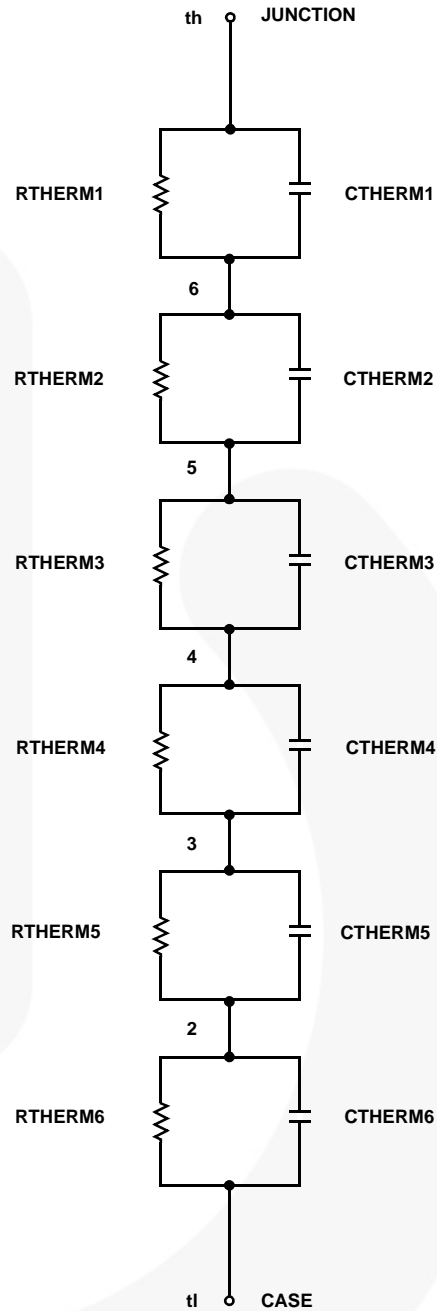 th JUNCTION
RTHERM1 CTHERM1
6
RTHERM2 CTHERM2
5
RTHERM3 CTHERM3
4
RTHERM4 CTHERM4
3
RTHERM5 CTHERM5
2
RTHERM6 CTHERM6
tl CASE